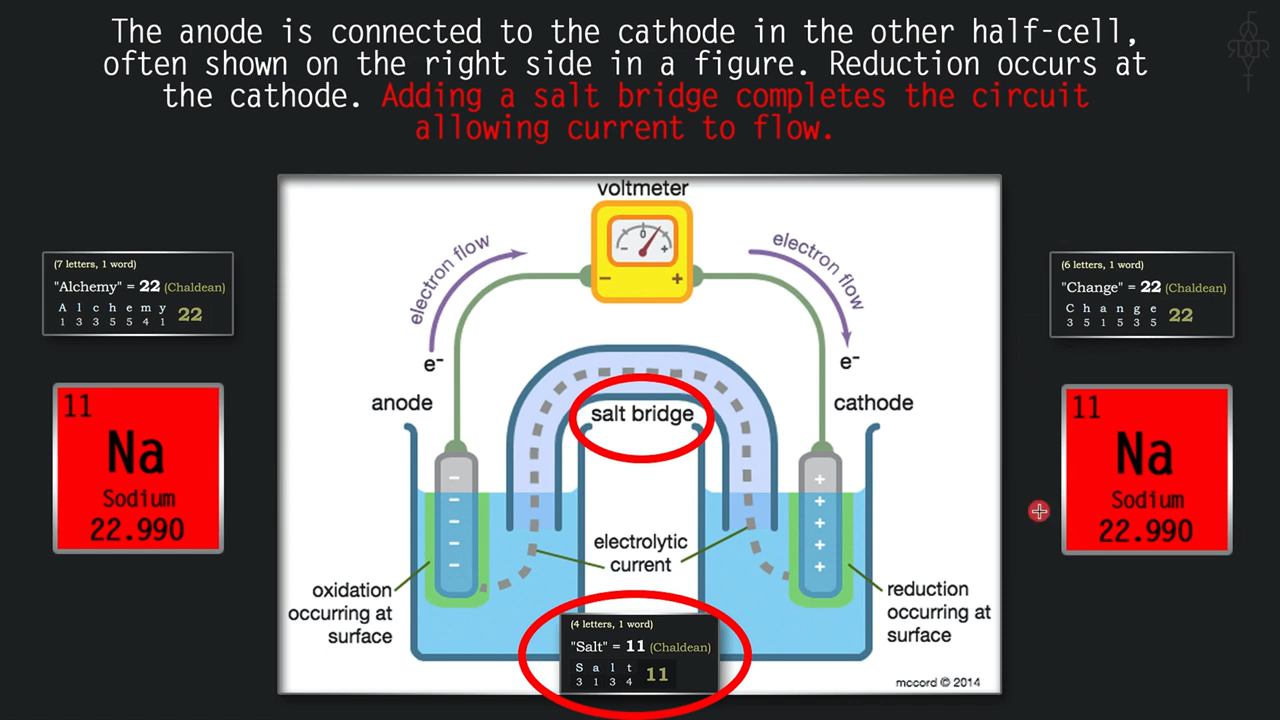 The anode is connected to the cathode in the other half-cell,
often shown on the right side in a figure. Reduction occurs at
the cathode. Adding a salt bridge completes the circuit
allowing current to flow.
(7 letters, 1 word)
"Alchemy" = 22 (Chaldean)
A l c h e m y 22
1 3 3 5 5 4 1
11
Na
Sodium
22.990
voltmeter
0
- +
- +
electron flow
electron flow
e-
e-
anode
salt bridge
cathode
electrolytic
current
oxidation
occurring at
surface
reduction
occurring at
surface
(4 letters, 1 word)
"Salt" = 11 (Chaldean)
S a l t 11
3 1 3 4
mccord © 2014
(6 letters, 1 word)
"Change" = 22 (Chaldean)
C h a n g e 22
3 5 1 5 3 5
11
Na
Sodium
22.990